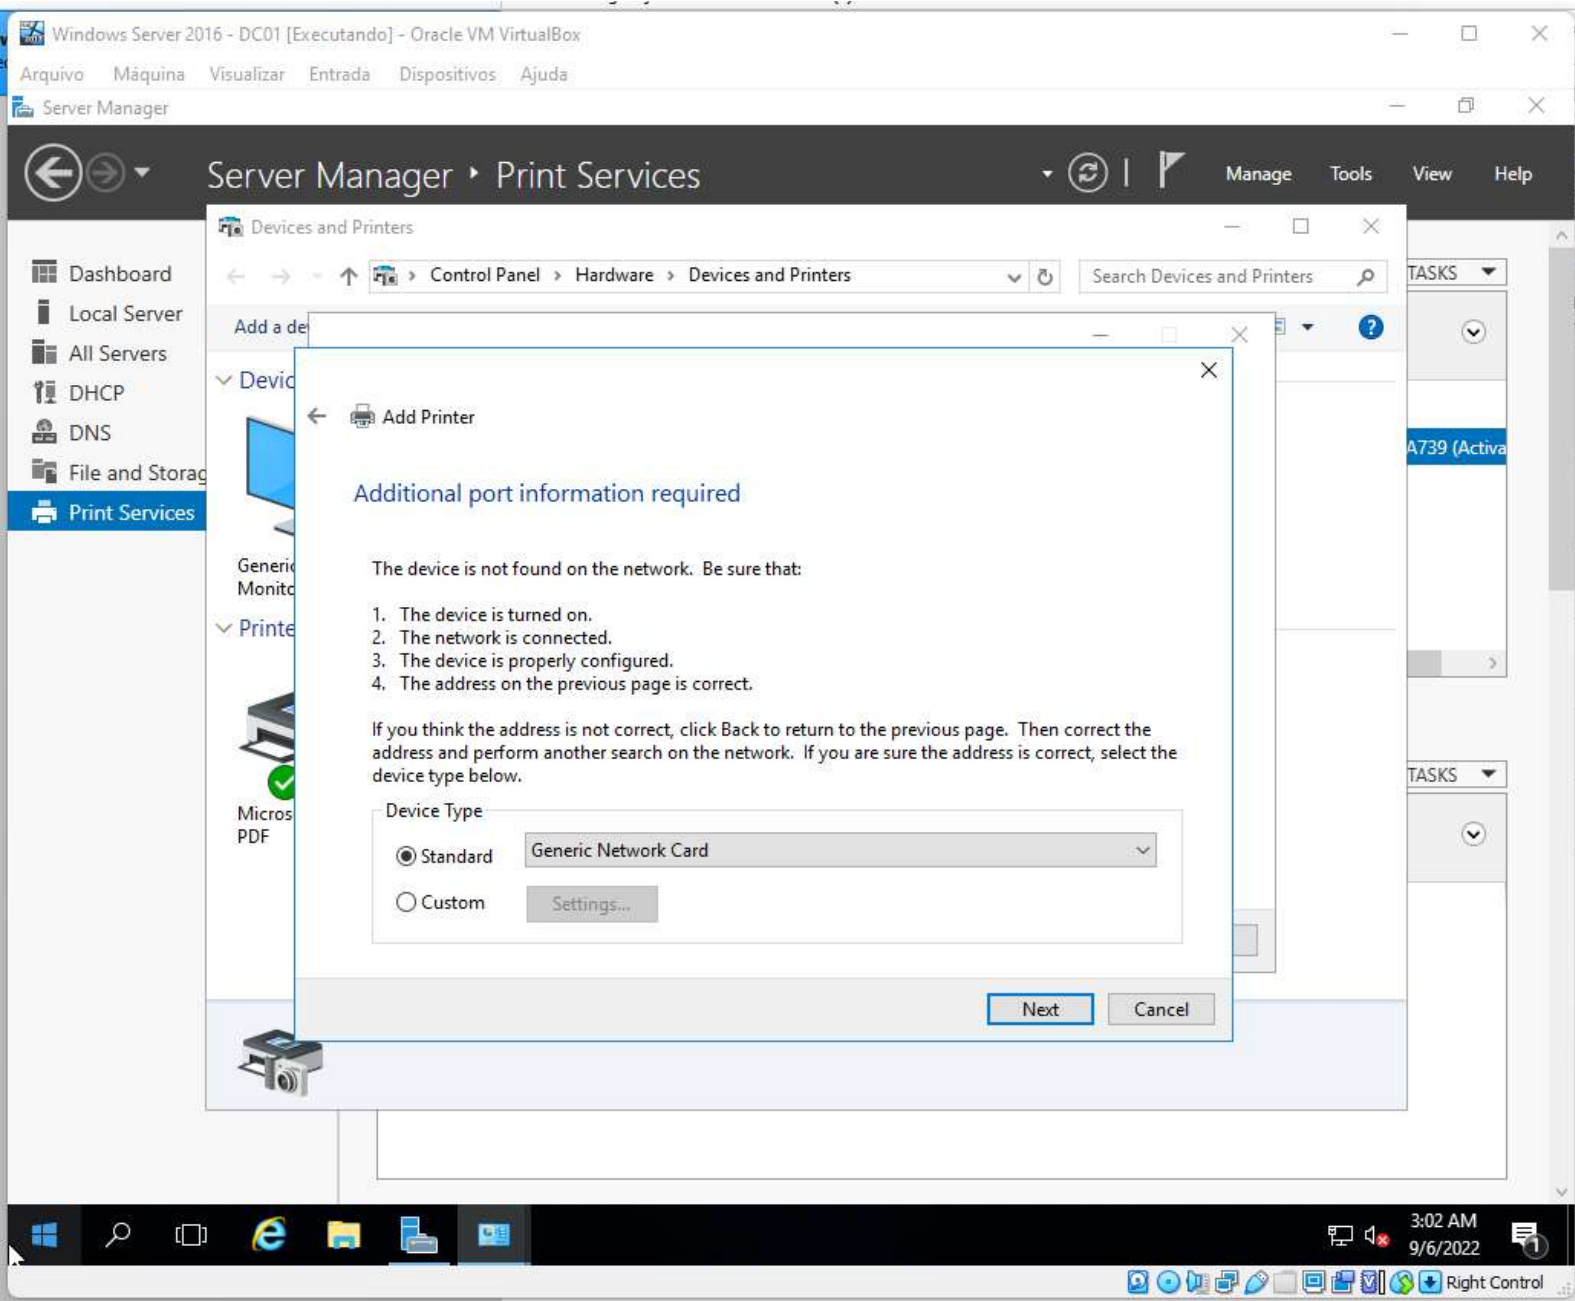 Windows Server 2016 - DC01 [Executando] - Oracle VM VirtualBox
Arquivo Máquina Visualizar Entrada Dispositivos Ajuda
Server Manager
Server Manager Print Services
Manage Tools View Help
Devices and Printers
Control Panel > Hardware > Devices and Printers
Search Devices and Printers
TASKS
Dashboard
Local Server
All Servers
DHCP
DNS
File and Storag
Print Services
Add a de
Devic
Generic
Monito
Printe
Micros
PDF
Add Printer
Additional port information required
The device is not found on the network. Be sure that:
1. The device is turned on.
2. The network is connected.
3. The device is properly configured.
4. The address on the previous page is correct.
If you think the address is not correct, click Back to return to the previous page. Then correct the
address and perform another search on the network. If you are sure the address is correct, select the
device type below.
Device Type
Standard
Generic Network Card
Custom
Settings...
Next
Cancel
A739 (Activa
TASKS
3:02 AM
9/6/2022
1
Right Control